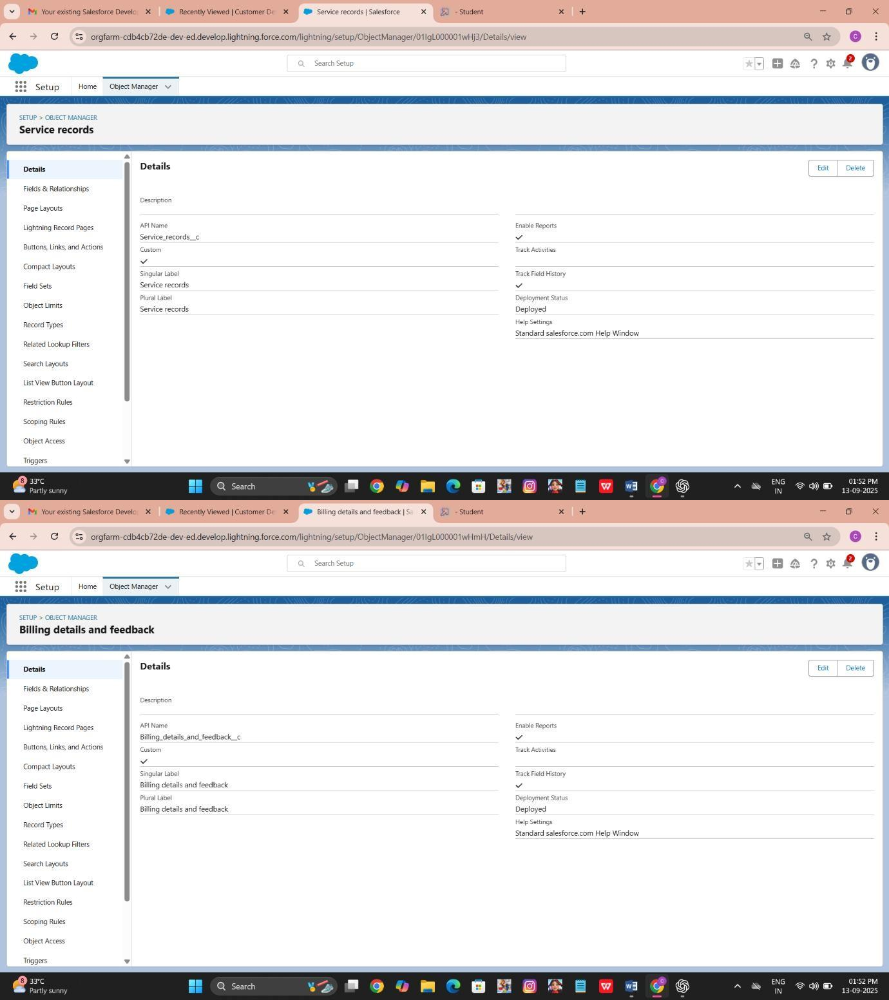 Your existing Salesforce Develo
Recently Viewed | Customer De
Service records | Salesforce
- Student
orgfarm-cdb4cb72de-dev-ed.develop.lightning.force.com/lightning/setup/ObjectManager/01IgL000001wHj3/Details/view
C
Search Setup
2
Setup
Home
Object Manager
SETUP > OBJECT MANAGER
Service records
Details
Fields & Relationships
Page Layouts
Lightning Record Pages
Buttons, Links, and Actions
Compact Layouts
Field Sets
Object Limits
Record Types
Related Lookup Filters
Search Layouts
List View Button Layout
Restriction Rules
Scoping Rules
Object Access
Triggers
Details
Edit
Delete
Description
API Name
Service_records__c
Custom
Singular Label
Service records
Plural Label
Service records
Enable Reports
Track Activities
Track Field History
Deployment Status
Deployed
Help Settings
Standard salesforce.com Help Window
8
33°C
Partly sunny
Search
W
C
ENG
IN
01:52 PM
13-09-2025
Your existing Salesforce Develo
Recently Viewed | Customer De
Billing details and feedback | Sa
- Student
orgfarm-cdb4cb72de-dev-ed.develop.lightning.force.com/lightning/setup/ObjectManager/01IgL000001wHmH/Details/view
C
Search Setup
2
Setup
Home
Object Manager
SETUP > OBJECT MANAGER
Billing details and feedback
Details
Fields & Relationships
Page Layouts
Lightning Record Pages
Buttons, Links, and Actions
Compact Layouts
Field Sets
Object Limits
Record Types
Related Lookup Filters
Search Layouts
List View Button Layout
Restriction Rules
Scoping Rules
Object Access
Triggers
Details
Edit
Delete
Description
API Name
Billing_details_and_feedback__c
Custom
Singular Label
Billing details and feedback
Plural Label
Billing details and feedback
Enable Reports
Track Activities
Track Field History
Deployment Status
Deployed
Help Settings
Standard salesforce.com Help Window
8
33°C
Partly sunny
Search
W
C
ENG
IN
01:52 PM
13-09-2025